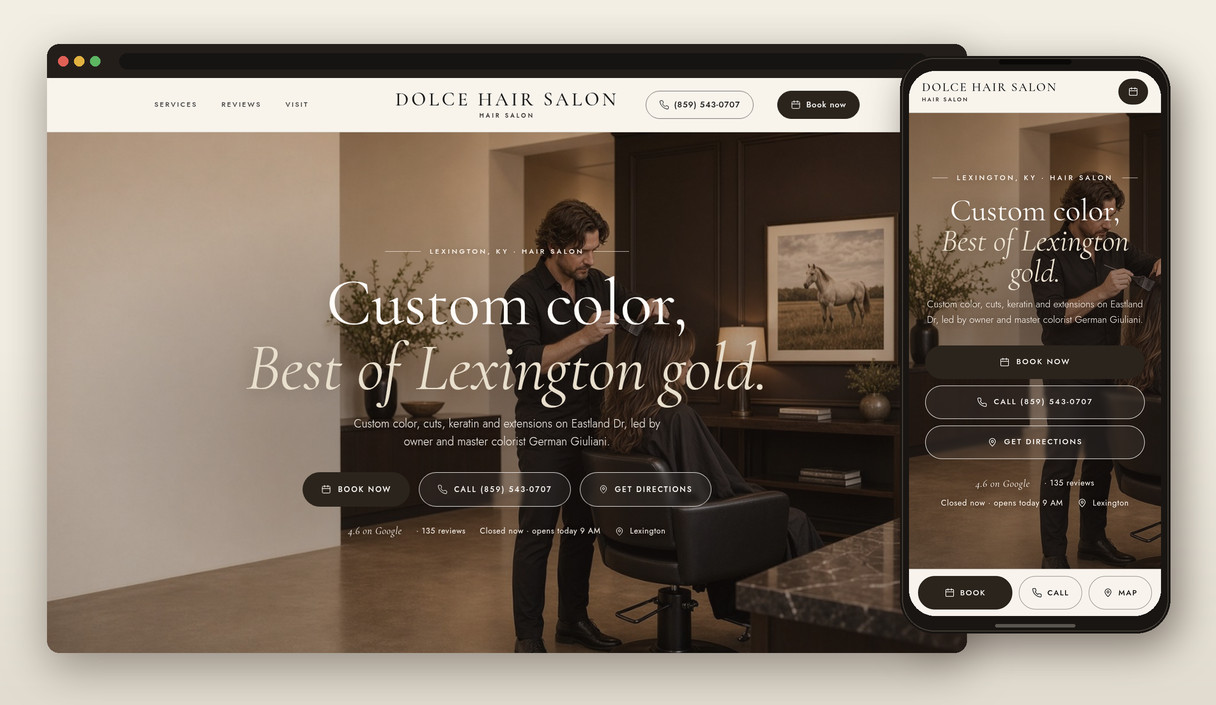 SERVICES REVIEWS VISIT
DOLCE HAIR SALON
HAIR SALON
(859) 543-0707
Book now
LEXINGTON, KY · HAIR SALON
Custom color,
Best of Lexington gold.
Custom color, cuts, keratin and extensions on Eastland Dr, led by
owner and master colorist German Giuliani.
BOOK NOW
CALL (859) 543-0707
GET DIRECTIONS
4.6 on Google · 135 reviews Closed now · opens today 9 AM Lexington
DOLCE HAIR SALON
HAIR SALON
LEXINGTON, KY · HAIR SALON
Custom color,
Best of Lexington
gold.
Custom color, cuts, keratin and extensions on Eastland
Dr, led by owner and master colorist German Giuliani.
BOOK NOW
CALL (859) 543-0707
GET DIRECTIONS
4.6 on Google · 135 reviews
Closed now · opens today 9 AM Lexington
BOOK CALL MAP